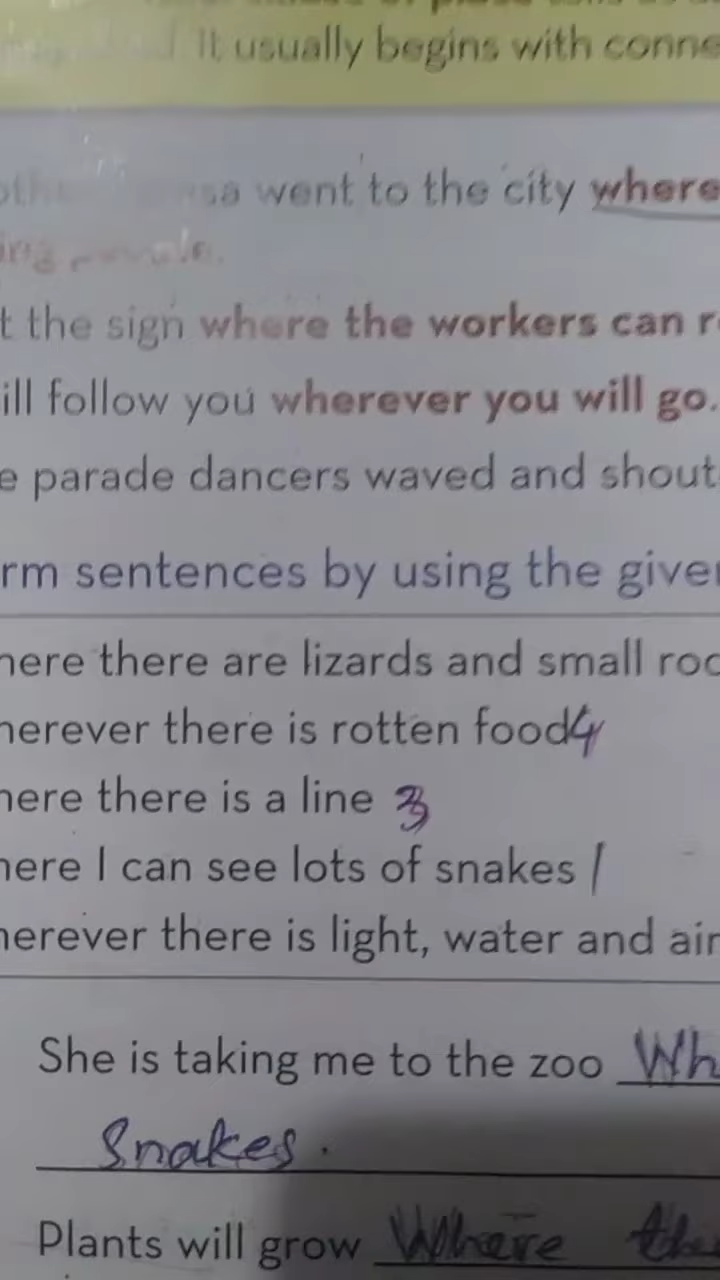 It usually begins with conne
went to the city where
t the sign where the workers can r
ill follow you wherever you will go.
e parade dancers waved and shout
rm sentences by using the give
here there are lizards and small roc
herever there is rotten food 4
here there is a line 3
here I can see lots of snakes 1
herever there is light, water and air
She is taking me to the zoo Wh
Snakes.
Plants will grow Where the